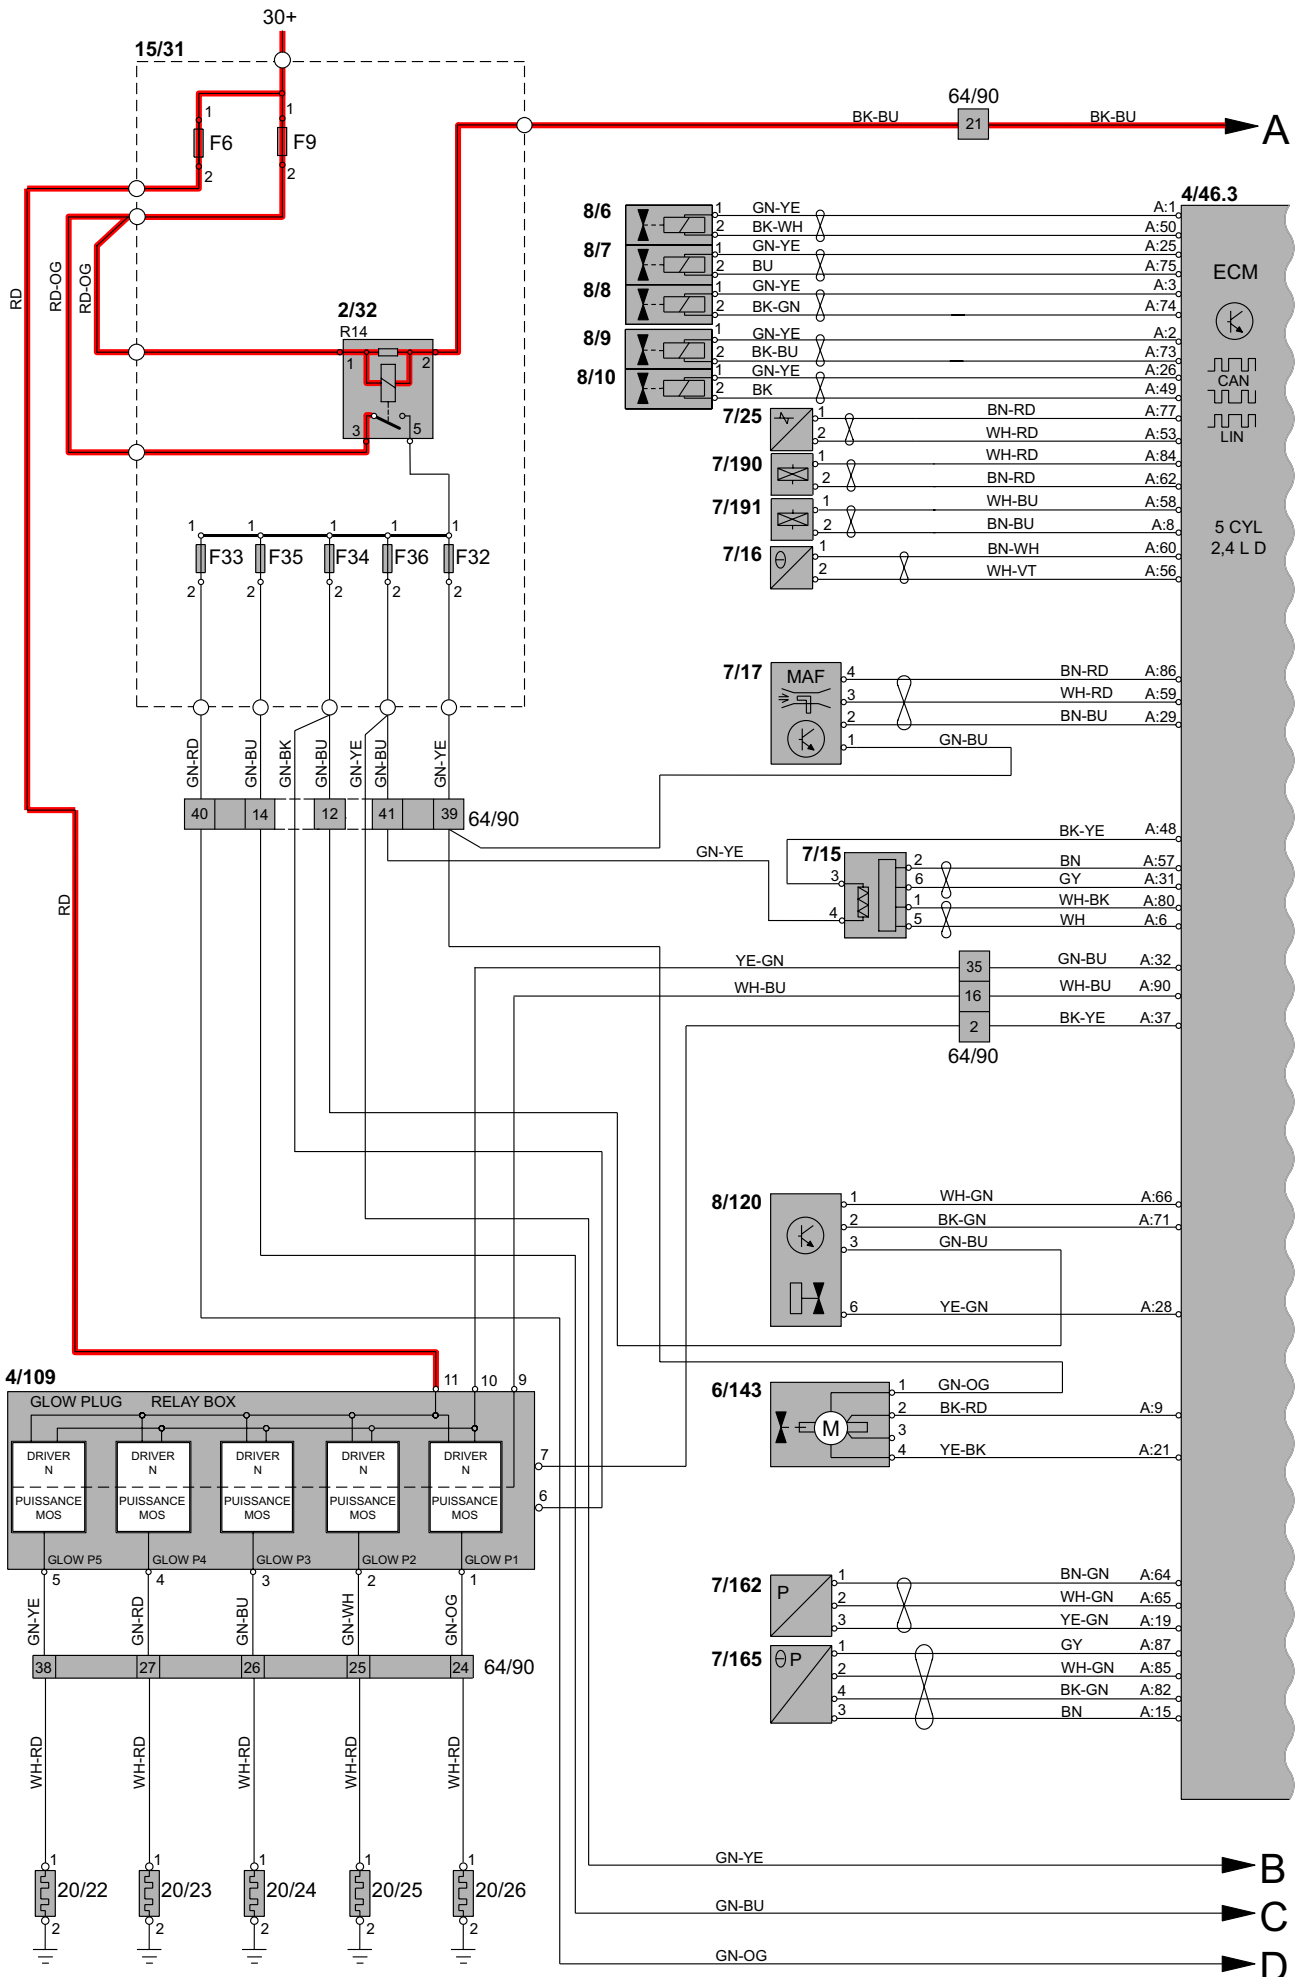 30+
15/31
64/90
BK-BU 21 BK-BU A
1 1
F6 F9
2 2
4/46.3
8/6 1 GN-YE A:1
2 BK-WH A:50
8/7 1 GN-YE A:25
2 BU A:75
8/8 1 GN-YE A:3
2 BK-GN A:74
8/9 1 GN-YE A:2
2 BK-BU A:73
8/10 1 GN-YE A:26
2 BK A:49
ECM
CAN
LIN
5 CYL
2,4 L D
RD
RD-OG
RD-OG
2/32
R14
1 2
3 5
7/25 1 BN-RD A:77
2 WH-RD A:53
7/190 1 WH-RD A:84
2 BN-RD A:62
7/191 1 WH-BU A:58
2 BN-BU A:8
7/16 θ 1 BN-WH A:60
2 WH-VT A:56
1 1 1 1 1
F33 F35 F34 F36 F32
2 2 2 2 2
7/17 MAF 4 BN-RD A:86
3 WH-RD A:59
2 BN-BU A:29
1 GN-BU
GN-RD
GN-BU
GN-BK
GN-BU
GN-YE
GN-BU
GN-YE
40 14 12 41 39 64/90
BK-YE A:48
GN-YE
7/15 2 BN A:57
3 6 GY A:31
1 WH-BK A:80
4 5 WH A:6
RD
YE-GN 35 GN-BU A:32
WH-BU 16 WH-BU A:90
2 BK-YE A:37
64/90
8/120 1 WH-GN A:66
2 BK-GN A:71
3 GN-BU
6 YE-GN A:28
4/109
11 10 9
GLOW PLUG RELAY BOX
6/143 M 1 GN-OG
2 BK-RD A:9
3
4 YE-BK A:21
DRIVER DRIVER DRIVER DRIVER DRIVER
N N N N N
7
PUISSANCE PUISSANCE PUISSANCE PUISSANCE PUISSANCE
MOS MOS MOS MOS MOS
6
GLOW P5 GLOW P4 GLOW P3 GLOW P2 GLOW P1
5 4 3 2 1
GN-YE
GN-RD
GN-BU
GN-WH
GN-OG
38 27 26 25 24 64/90
7/162 P 1 BN-GN A:64
2 WH-GN A:65
3 YE-GN A:19
7/165 θP 1 GY A:87
2 WH-GN A:85
4 BK-GN A:82
3 BN A:15
WH-RD
WH-RD
WH-RD
WH-RD
WH-RD
1 1 1 1 1
20/22 20/23 20/24 20/25 20/26
2 2 2 2 2
GN-YE B
GN-BU C
GN-OG D